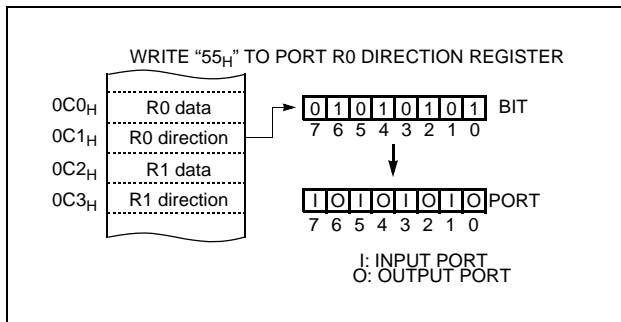 WRITE “55H” TO PORT R0 DIRECTION REGISTER
0C0H R0 data 0 1 0 1 0 1 0 1 BIT
7 6 5 4 3 2 1 0
0C1H R0 direction
0C2H R1 data
0C3H R1 direction I O I O I O I O PORT
7 6 5 4 3 2 1 0
I: INPUT PORT
O: OUTPUT PORT